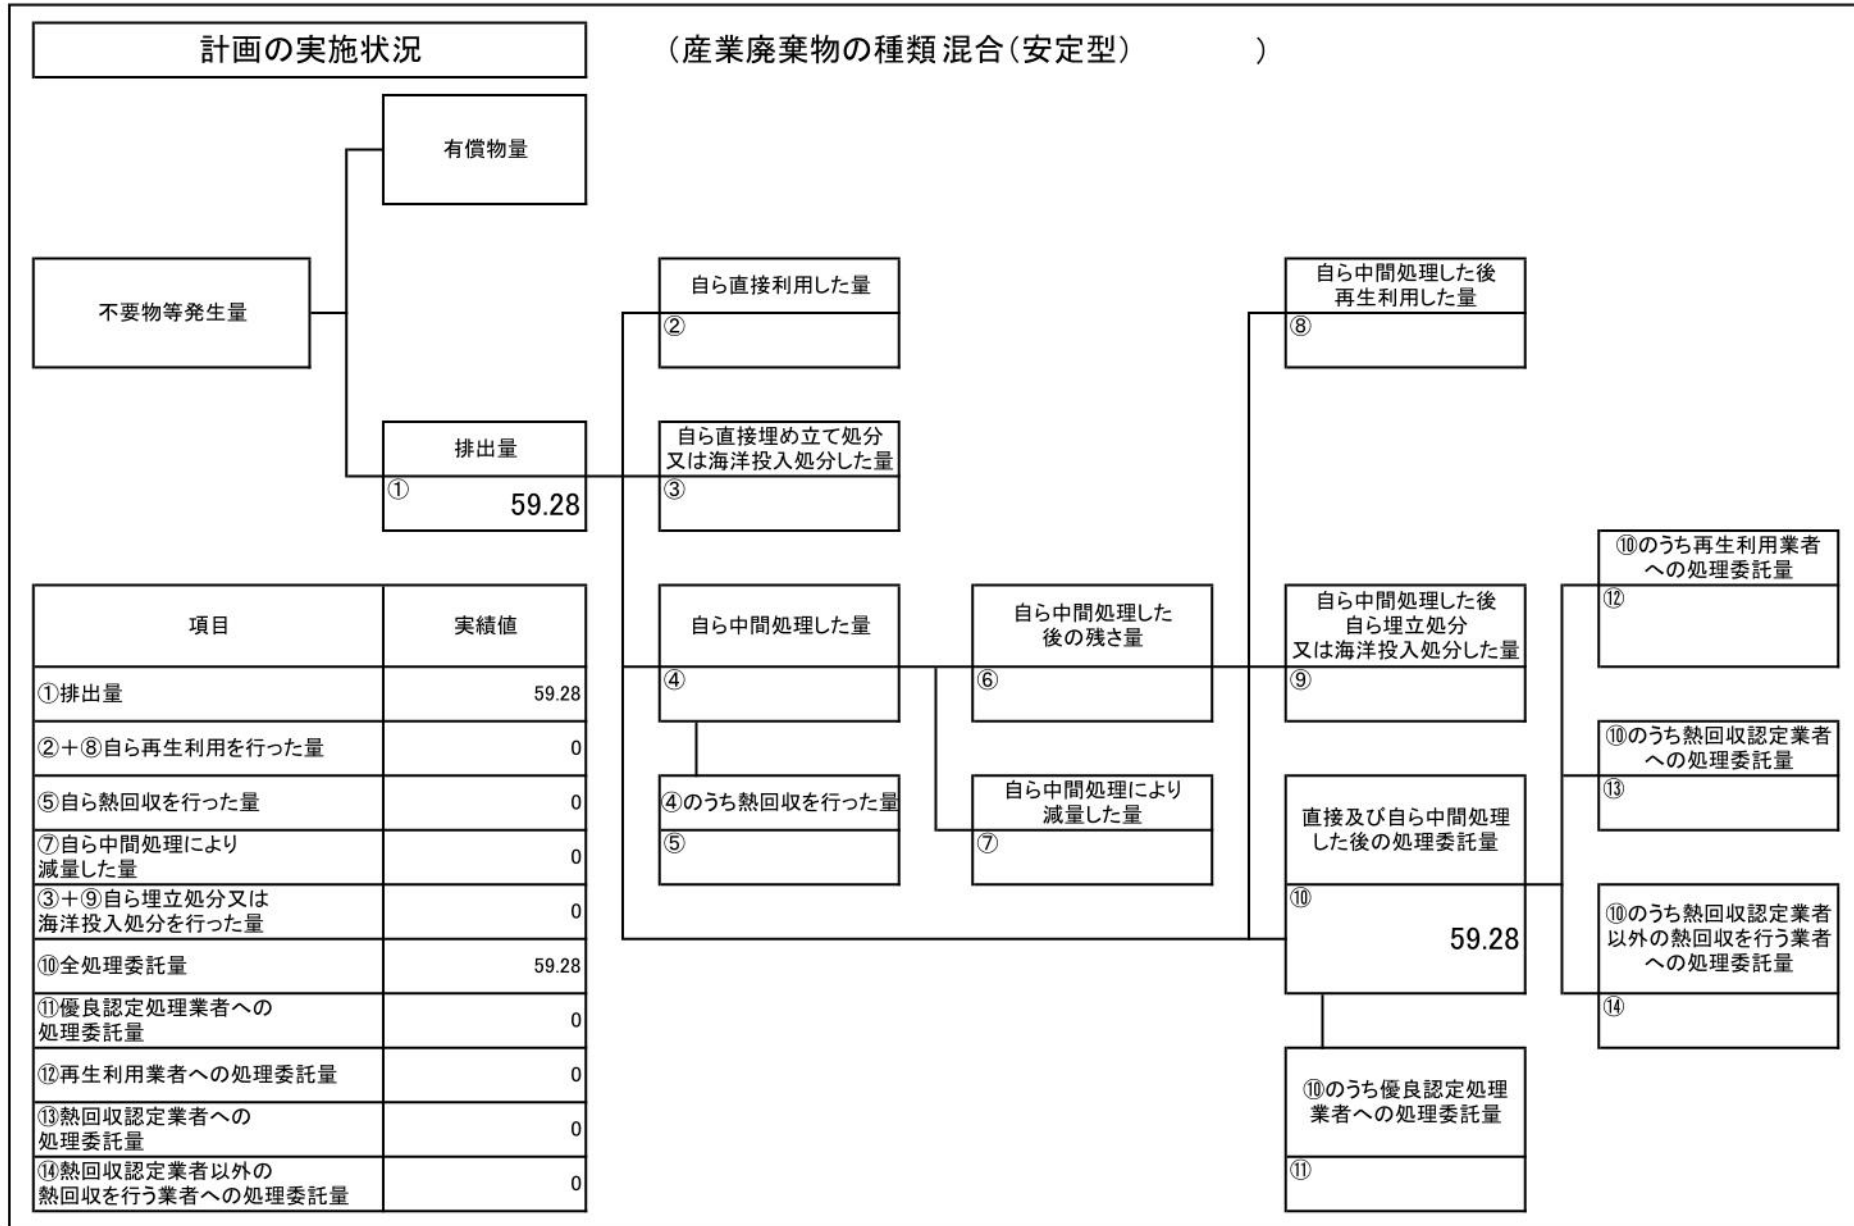 計画の実施状況
（産業廃棄物の種類 混合（安定型）　　　　）
有償物量
不要物等発生量
排出量
①
59.28
自ら直接利用した量
②
自ら直接埋め立て処分
又は海洋投入処分した量
③
自ら中間処理した量
④
④のうち熱回収を行った量
⑤
自ら中間処理した
後の残さ量
⑥
自ら中間処理により
減量した量
⑦
自ら中間処理した後
再生利用した量
⑧
自ら中間処理した後
自ら埋立処分
又は海洋投入処分した量
⑨
直接及び自ら中間処理
した後の処理委託量
⑩
59.28
⑩のうち優良認定処理
業者への処理委託量
⑪
⑩のうち再生利用業者
への処理委託量
⑫
⑩のうち熱回収認定業者
への処理委託量
⑬
⑩のうち熱回収認定業者
以外の熱回収を行う業者
への処理委託量
⑭
項目 実績値
①排出量 59.28
②＋⑧自ら再生利用を行った量 0
⑤自ら熱回収を行った量 0
⑦自ら中間処理により
減量した量 0
③＋⑨自ら埋立処分又は
海洋投入処分を行った量 0
⑩全処理委託量 59.28
⑪優良認定処理業者への
処理委託量 0
⑫再生利用業者への処理委託量 0
⑬熱回収認定業者への
処理委託量 0
⑭熱回収認定業者以外の
熱回収を行う業者への処理委託量 0